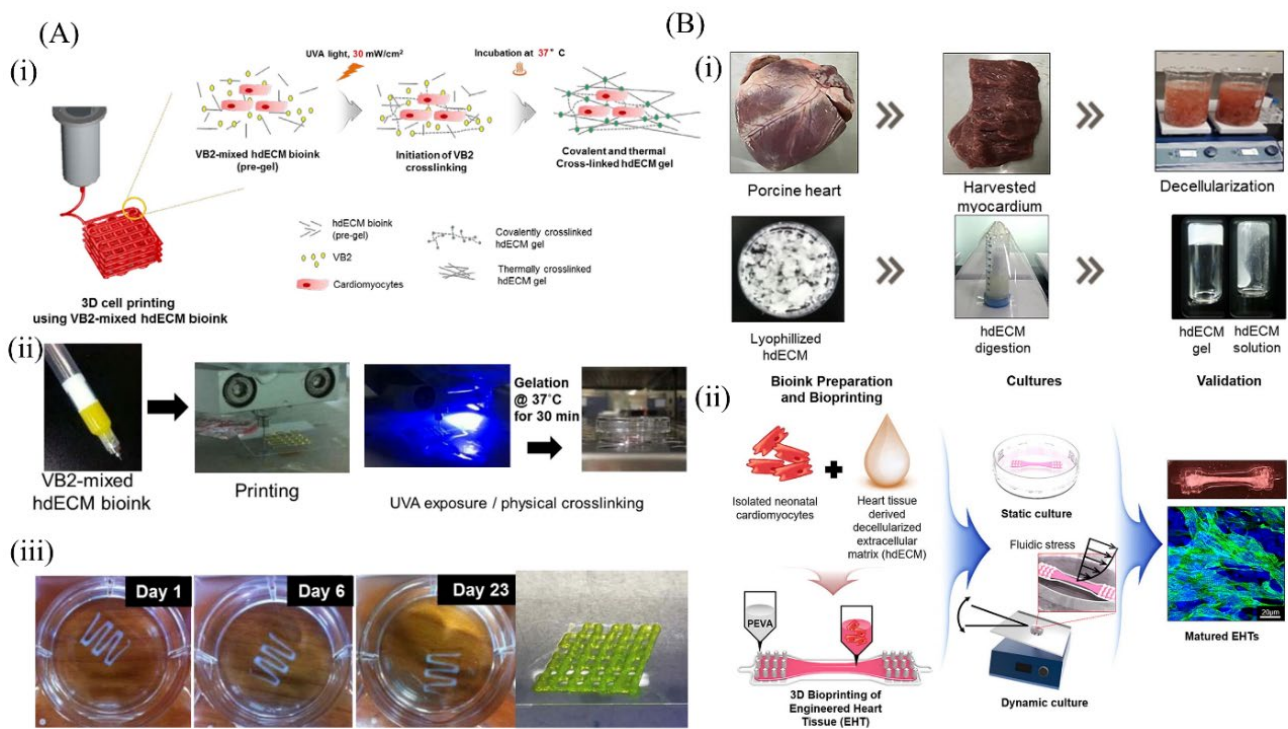 (A)
(i)
UVA light, 30 mW/cm²
Incubation at 37° C
VB2-mixed hdECM bioink
(pre-gel)
Initiation of VB2
crosslinking
Covalent and thermal
Cross-linked hdECM gel
hdECM bioink
(pre-gel)
VB2
Cardiomyocytes
Covalently crosslinked
hdECM gel
Thermally crosslinked
hdECM gel
3D cell printing
using VB2-mixed hdECM bioink
(ii)
VB2-mixed
hdECM bioink
Printing
Gelation
@ 37°C
for 30 min
UVA exposure / physical crosslinking
(iii)
Day 1
Day 6
Day 23
(B)
(i)
Porcine heart
Harvested
myocardium
Decellularization
Lyophillized
hdECM
hdECM
digestion
hdECM
gel
hdECM
solution
(ii)
Bioink Preparation
and Bioprinting
Cultures
Validation
Isolated neonatal
cardiomyocytes
Heart tissue
derived
decellularized
extracellular
matrix (hdECM)
PEVA
3D Bioprinting of
Engineered Heart
Tissue (EHT)
Static culture
Fluidic stress
Dynamic culture
20μm
Matured EHTs